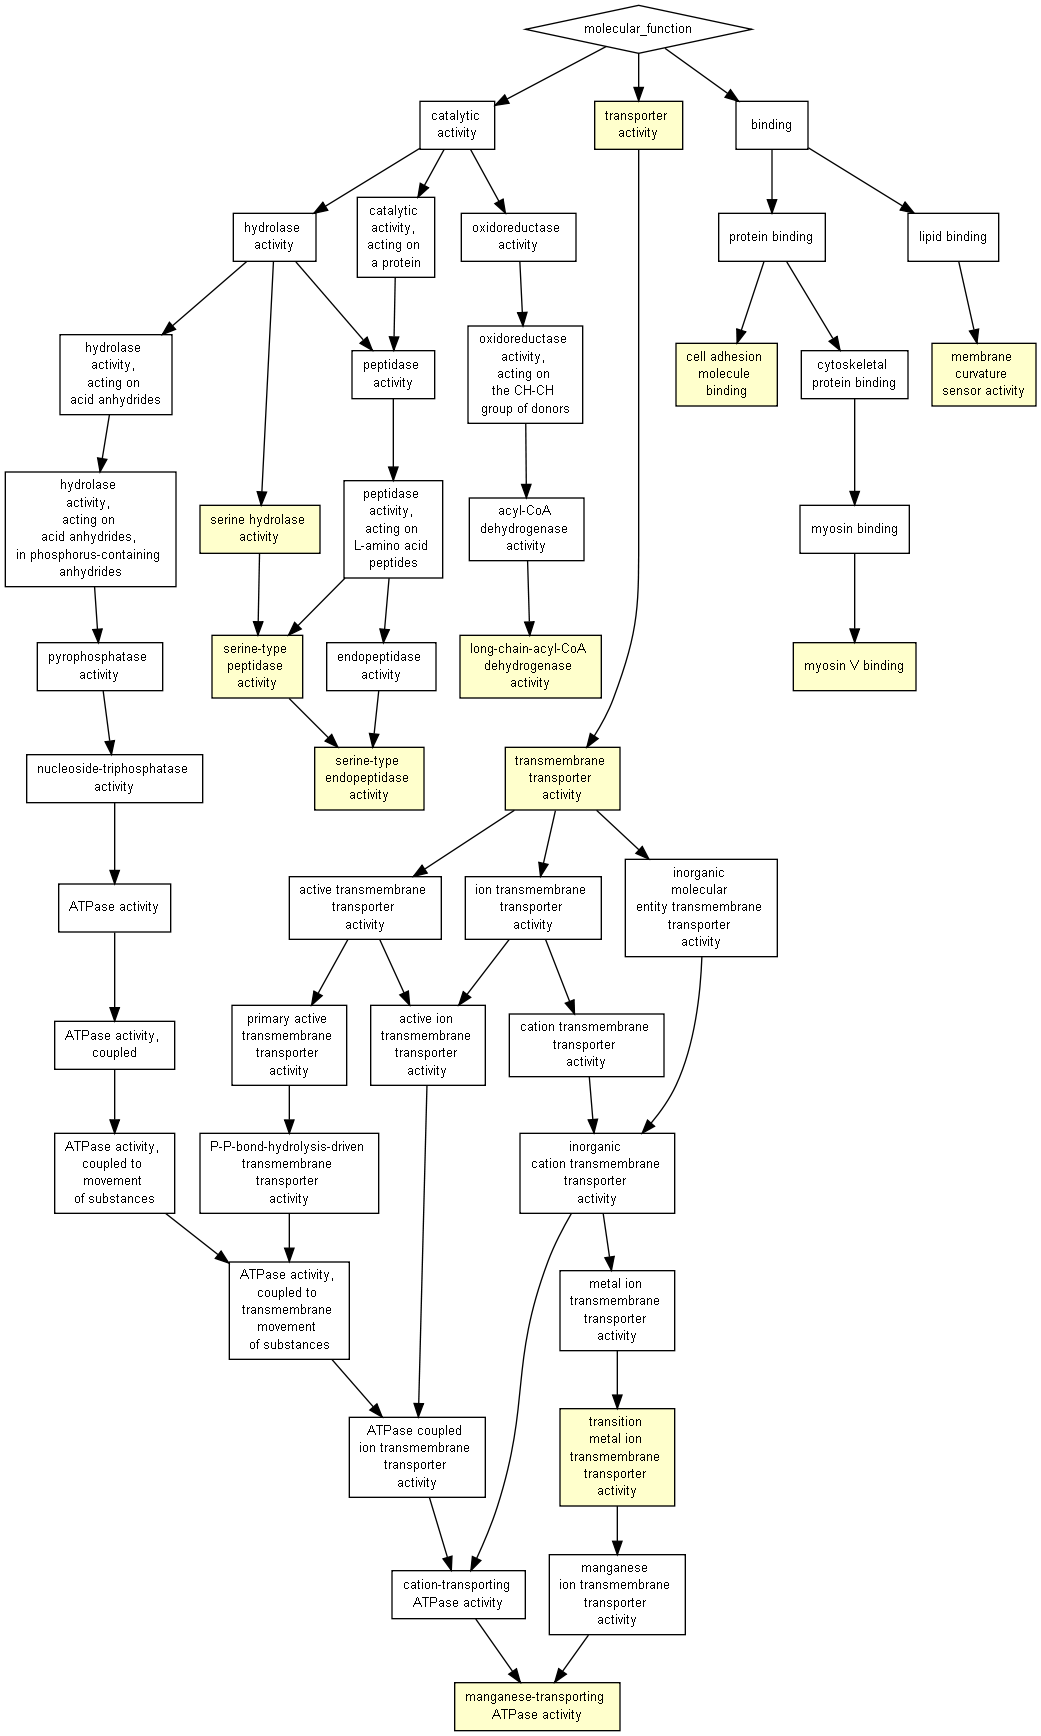 molecular_function
catalytic
activity
transporter
activity
binding
hydrolase
activity
catalytic
activity,
acting on
a protein
oxidoreductase
activity
protein binding
lipid binding
hydrolase
activity,
acting on
acid anhydrides
peptidase
activity
oxidoreductase
activity,
acting on
the CH-CH
group of donors
cell adhesion
molecule
binding
cytoskeletal
protein binding
membrane
curvature
sensor activity
hydrolase
activity,
acting on
acid anhydrides,
in phosphorus-containing
anhydrides
serine hydrolase
activity
peptidase
activity,
acting on
L-amino acid
peptides
acyl-CoA
dehydrogenase
activity
myosin binding
pyrophosphatase
activity
serine-type
peptidase
activity
endopeptidase
activity
long-chain-acyl-CoA
dehydrogenase
activity
myosin V binding
nucleoside-triphosphatase
activity
serine-type
endopeptidase
activity
transmembrane
transporter
activity
ATPase activity
active transmembrane
transporter
activity
ion transmembrane
transporter
activity
inorganic
molecular
entity transmembrane
transporter
activity
ATPase activity,
coupled
primary active
transmembrane
transporter
activity
active ion
transmembrane
transporter
activity
cation transmembrane
transporter
activity
ATPase activity,
coupled to
movement
of substances
P-P-bond-hydrolysis-driven
transmembrane
transporter
activity
inorganic
cation transmembrane
transporter
activity
ATPase activity,
coupled to
transmembrane
movement
of substances
metal ion
transmembrane
transporter
activity
ATPase coupled
ion transmembrane
transporter
activity
transition
metal ion
transmembrane
transporter
activity
cation-transporting
ATPase activity
manganese
ion transmembrane
transporter
activity
manganese-transporting
ATPase activity